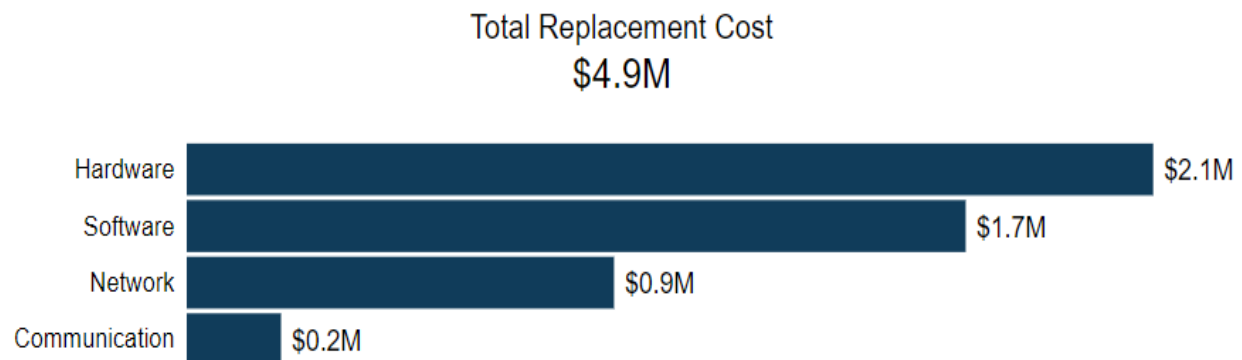 Total Replacement Cost
$4.9M
Hardware $2.1M
Software $1.7M
Network $0.9M
Communication $0.2M